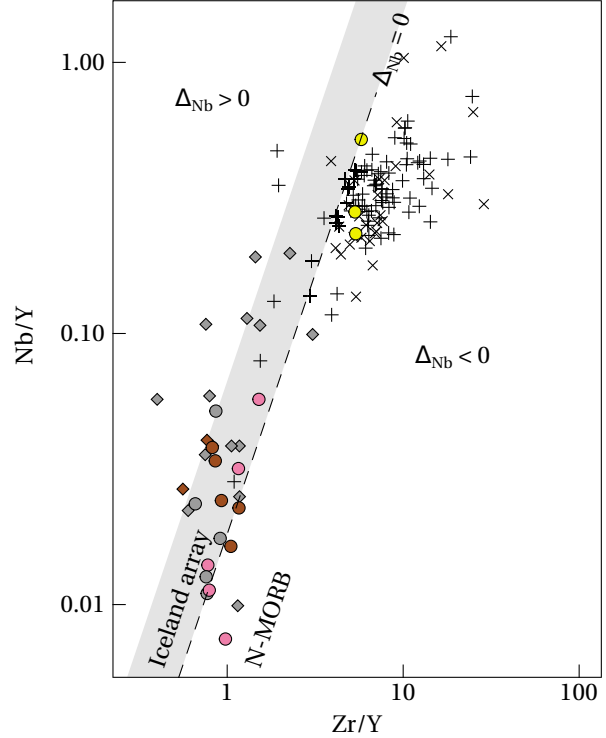 1.00
0.10
0.01
Nb/Y
Δ_Nb > 0
Δ_Nb = 0
Δ_Nb < 0
Iceland array
N-MORB
1
10
100
Zr/Y